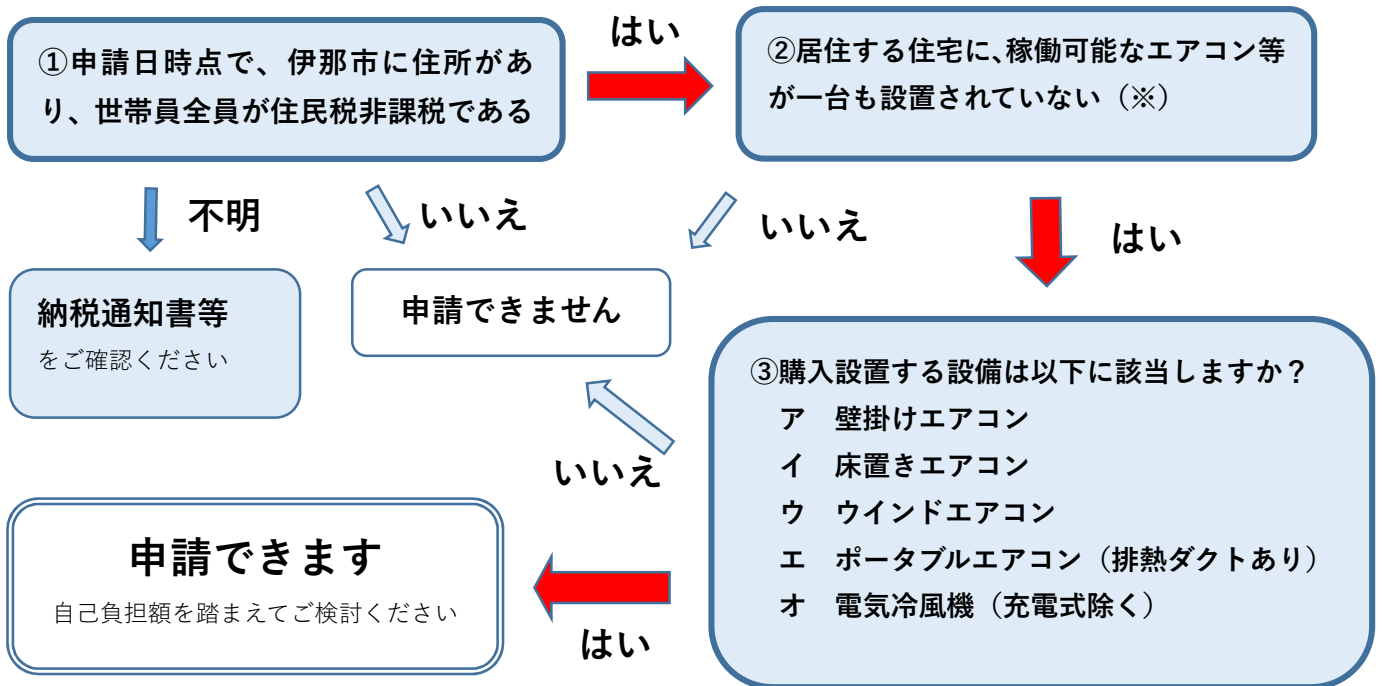 ①申請日時点で、伊那市に住所があ
り、世帯員全員が住民税非課税である
はい
②居住する住宅に、稼働可能なエアコン等
が一台も設置されていない（※）
不明
いいえ
いいえ
はい
納税通知書等
をご確認ください
申請できません
③購入設置する設備は以下に該当しますか？
ア　壁掛けエアコン
イ　床置きエアコン
ウ　ウインドエアコン
エ　ポータブルエアコン（排熱ダクトあり）
オ　電気冷風機（充電式除く）
いいえ
はい
申請できます
自己負担額を踏まえてご検討ください